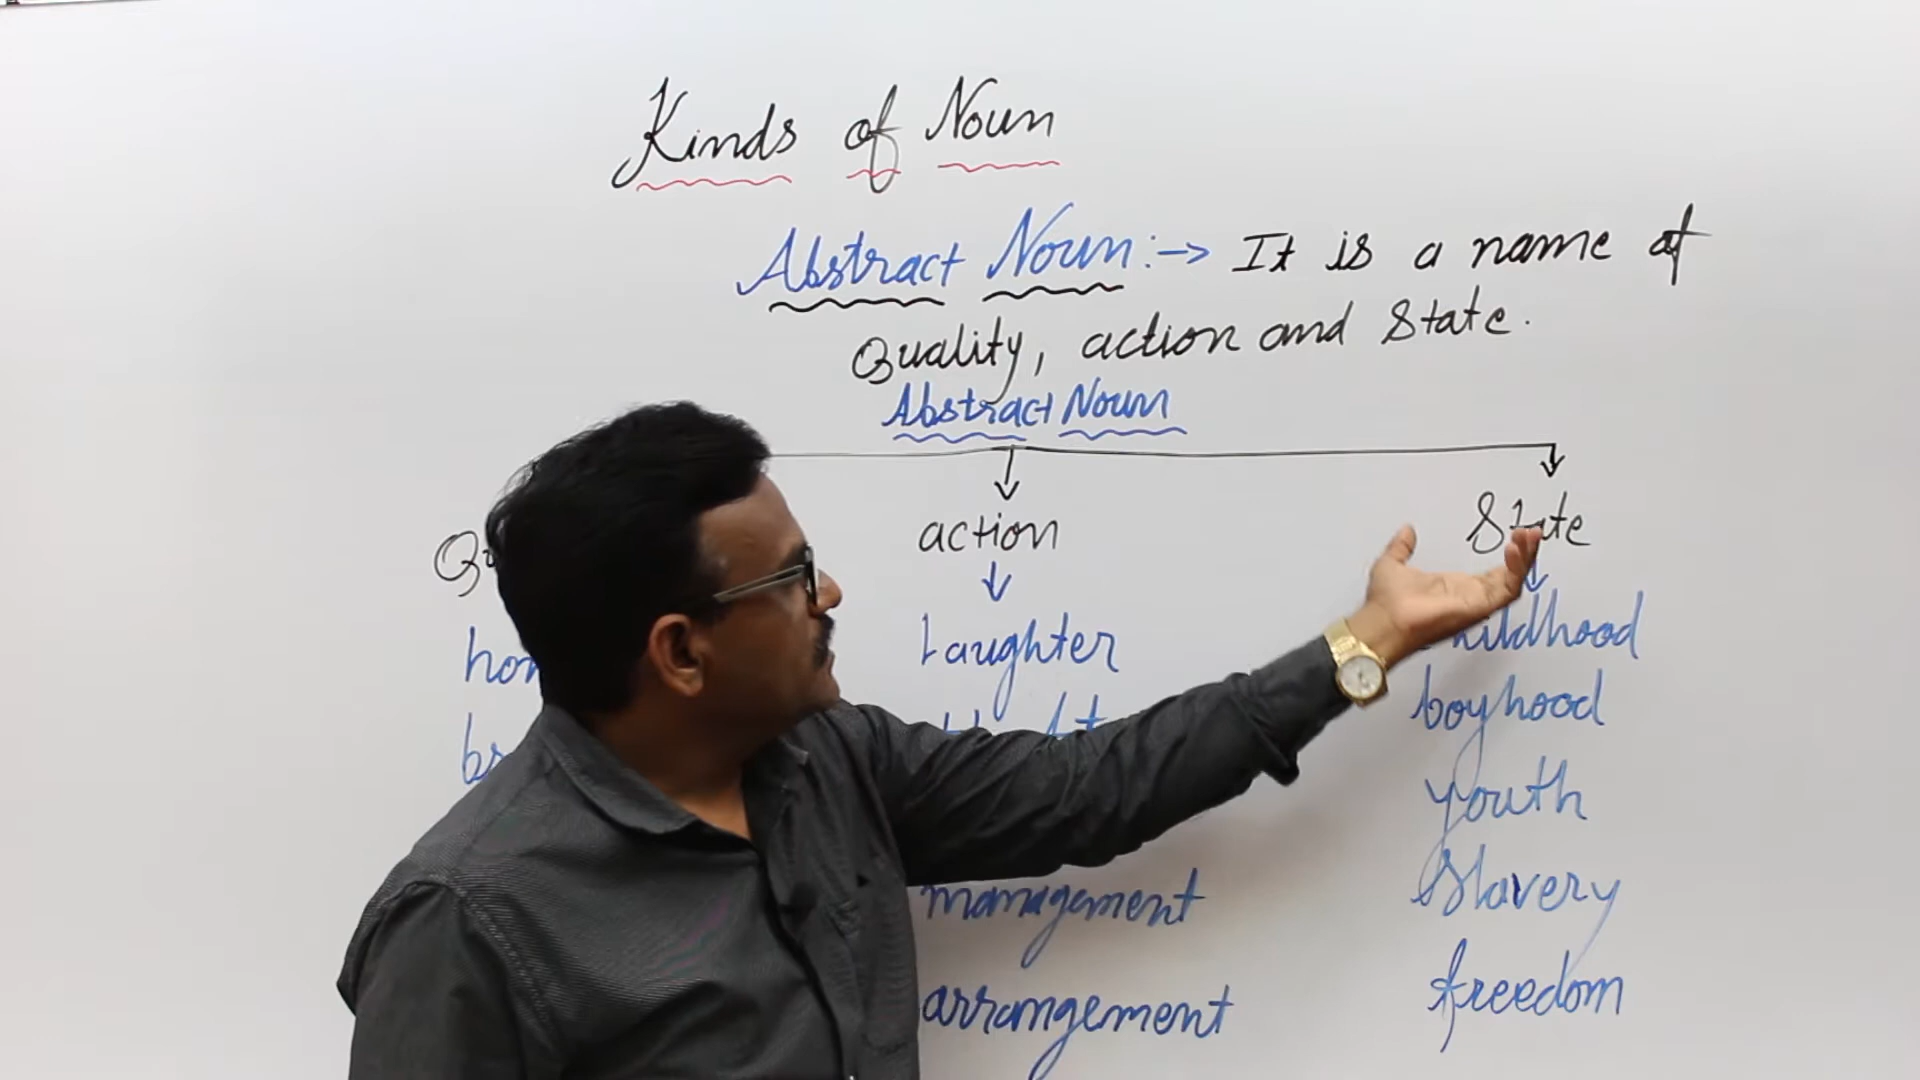 Kinds of Noun
Abstract Noun:-> It is a name of
Quality, action and State.
Abstract Noun
action State
Laughter childhood
boyhood
youth
management Slavery
arrangement freedom